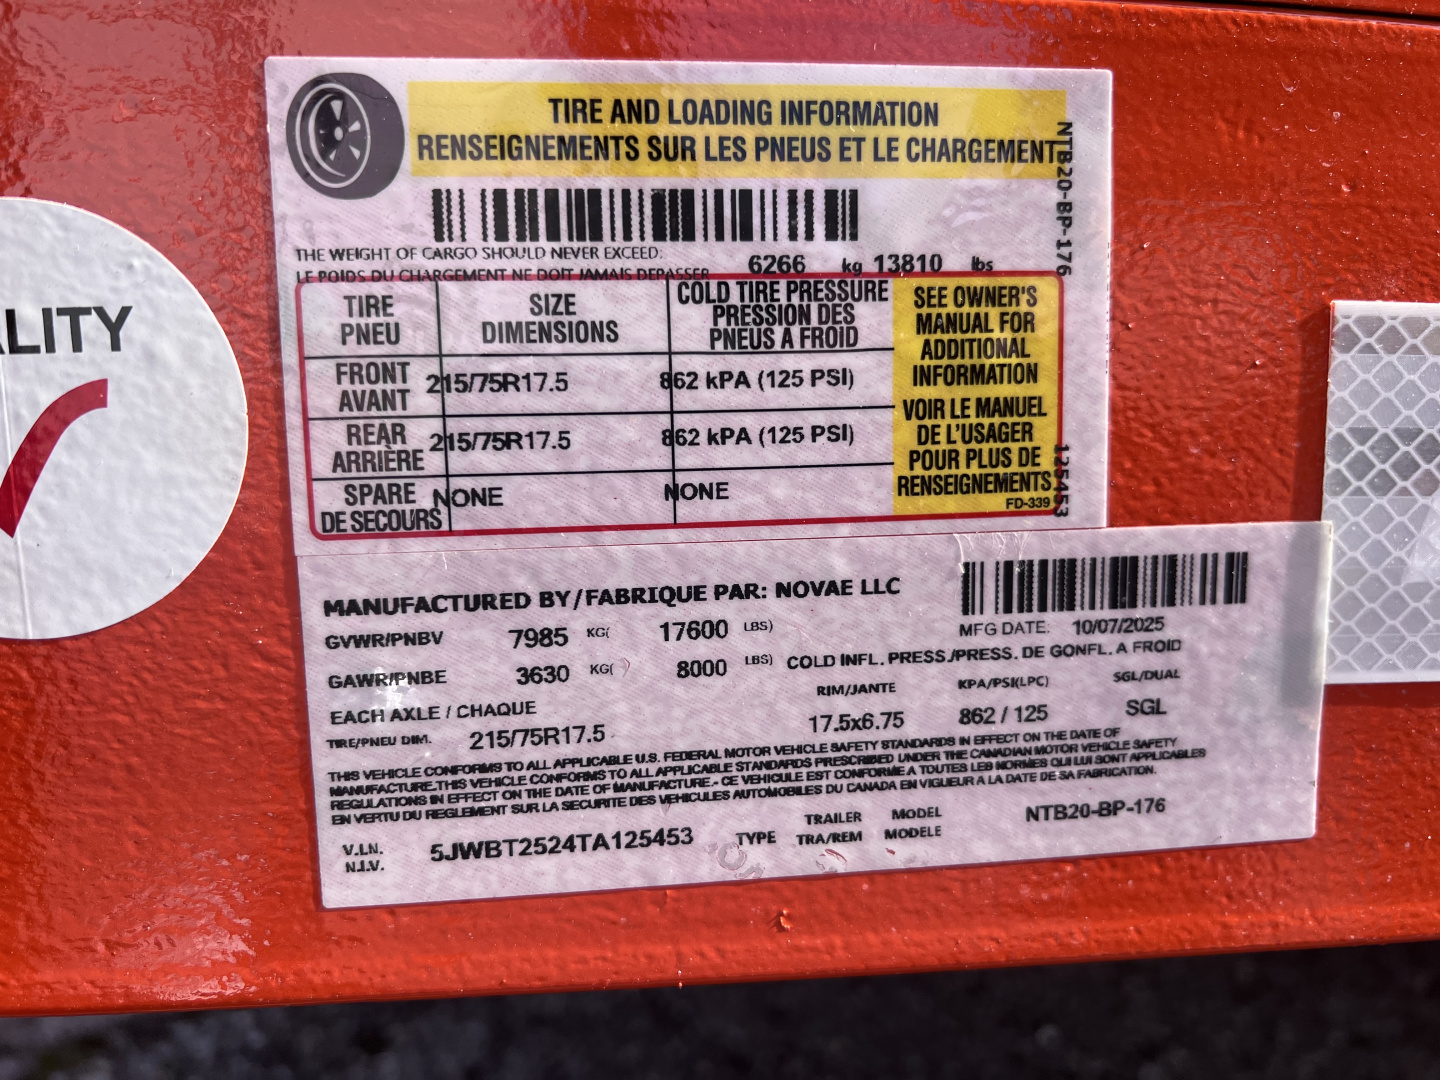 ALITY
TIRE AND LOADING INFORMATION
RENSEIGNEMENTS SUR LES PNEUS ET LE CHARGEMENT
NTB20-BP-176
THE WEIGHT OF CARGO SHOULD NEVER EXCEED:
LE POIDS DU CHARGEMENT NE DOIT JAMAIS DEPASSER
6266 kg 13810 lbs
TIRE
PNEU
SIZE
DIMENSIONS
COLD TIRE PRESSURE
PRESSION DES
PNEUS A FROID
FRONT
AVANT
215/75R17.5
862 kPA (125 PSI)
REAR
ARRIÈRE
215/75R17.5
862 kPA (125 PSI)
SPARE
DE SECOURS
NONE
NONE
SEE OWNER'S
MANUAL FOR
ADDITIONAL
INFORMATION
VOIR LE MANUEL
DE L'USAGER
POUR PLUS DE
RENSEIGNEMENTS
FD-339
125453
MANUFACTURED BY/FABRIQUE PAR: NOVAE LLC
GVWR/PNBV 7985 KG( 17600 LBS)
MFG DATE: 10/07/2025
GAWR/PNBE 3630 KG( ) 8000 LBS)
COLD INFL. PRESS./PRESS. DE GONFL. A FROID
EACH AXLE / CHAQUE
RIM/JANTE KPA/PSI(LPC) SGL/DUAL
TIRE/PNEU DIM. 215/75R17.5 17.5x6.75 862 / 125 SGL
THIS VEHICLE CONFORMS TO ALL APPLICABLE U.S. FEDERAL MOTOR VEHICLE SAFETY STANDARDS IN EFFECT ON THE DATE OF
MANUFACTURE.THIS VEHICLE CONFORMS TO ALL APPLICABLE STANDARDS PRESCRIBED UNDER THE CANADIAN MOTOR VEHICLE SAFETY
REGULATIONS IN EFFECT ON THE DATE OF MANUFACTURE.- CE VEHICULE EST CONFORME A TOUTES LES NORMES QUI LUI SONT APPLICABLES
EN VERTU DU REGLEMENT SUR LA SECURITE DES VEHICULES AUTOMOBILES DU CANADA EN VIGUEUR A LA DATE DE SA FABRICATION.
V.I.N.
N.I.V.
5JWBT2524TA125453
TYPE
TRAILER
TRA/REM
MODEL
MODELE
NTB20-BP-176